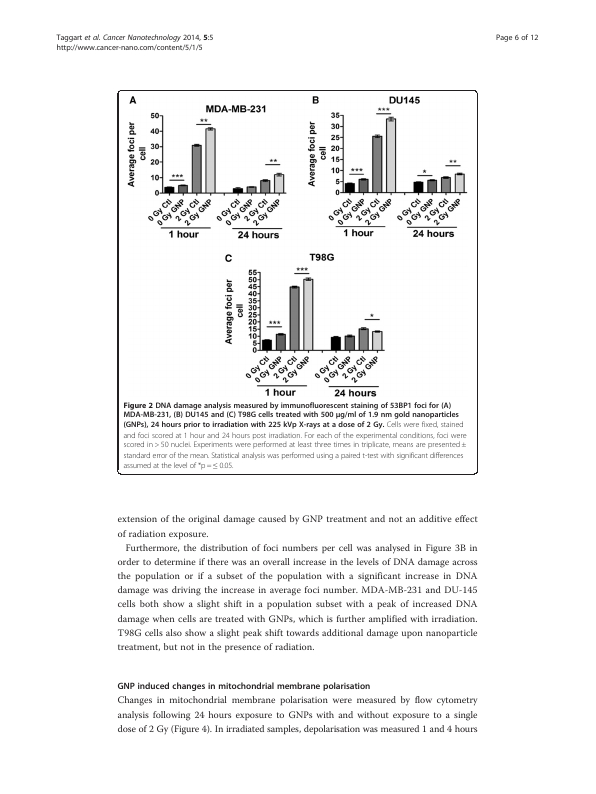 Taggart et al. Cancer Nanotechnology 2014, 5:5
Page 6 of 12
http://www.cancer-nano.com/content/5/1/5
A
MDA-MB-231
Average foci per cell
50
40
30
20
10
0
***
**
**
0 Gy Ctl
0 Gy GNP
2 Gy Ctl
2 Gy GNP
0 Gy Ctl
0 Gy GNP
2 Gy Ctl
2 Gy GNP
1 hour
24 hours
B
DU145
Average foci per cell
35
30
25
20
15
10
5
0
***
***
*
**
0 Gy Ctl
0 Gy GNP
2 Gy Ctl
2 Gy GNP
0 Gy Ctl
0 Gy GNP
2 Gy Ctl
2 Gy GNP
1 hour
24 hours
C
T98G
Average foci per cell
55
50
45
40
35
30
25
20
15
10
5
0
***
***
*
0 Gy Ctl
0 Gy GNP
2 Gy Ctl
2 Gy GNP
0 Gy Ctl
0 Gy GNP
2 Gy Ctl
2 Gy GNP
1 hour
24 hours
Figure 2 DNA damage analysis measured by immunofluorescent staining of 53BP1 foci for (A)
MDA-MB-231, (B) DU145 and (C) T98G cells treated with 500 μg/ml of 1.9 nm gold nanoparticles
(GNPs), 24 hours prior to irradiation with 225 kVp X-rays at a dose of 2 Gy. Cells were fixed, stained
and foci scored at 1 hour and 24 hours post irradiation. For each of the experimental conditions, foci were
scored in > 50 nuclei. Experiments were performed at least three times in triplicate, means are presented ±
standard error of the mean. Statistical analysis was performed using a paired t-test with significant differences
assumed at the level of *p = ≤ 0.05.
extension of the original damage caused by GNP treatment and not an additive effect
of radiation exposure.
Furthermore, the distribution of foci numbers per cell was analysed in Figure 3B in
order to determine if there was an overall increase in the levels of DNA damage across
the population or if a subset of the population with a significant increase in DNA
damage was driving the increase in average foci number. MDA-MB-231 and DU-145
cells both show a slight shift in a population subset with a peak of increased DNA
damage when cells are treated with GNPs, which is further amplified with irradiation.
T98G cells also show a slight peak shift towards additional damage upon nanoparticle
treatment, but not in the presence of radiation.
GNP induced changes in mitochondrial membrane polarisation
Changes in mitochondrial membrane polarisation were measured by flow cytometry
analysis following 24 hours exposure to GNPs with and without exposure to a single
dose of 2 Gy (Figure 4). In irradiated samples, depolarisation was measured 1 and 4 hours